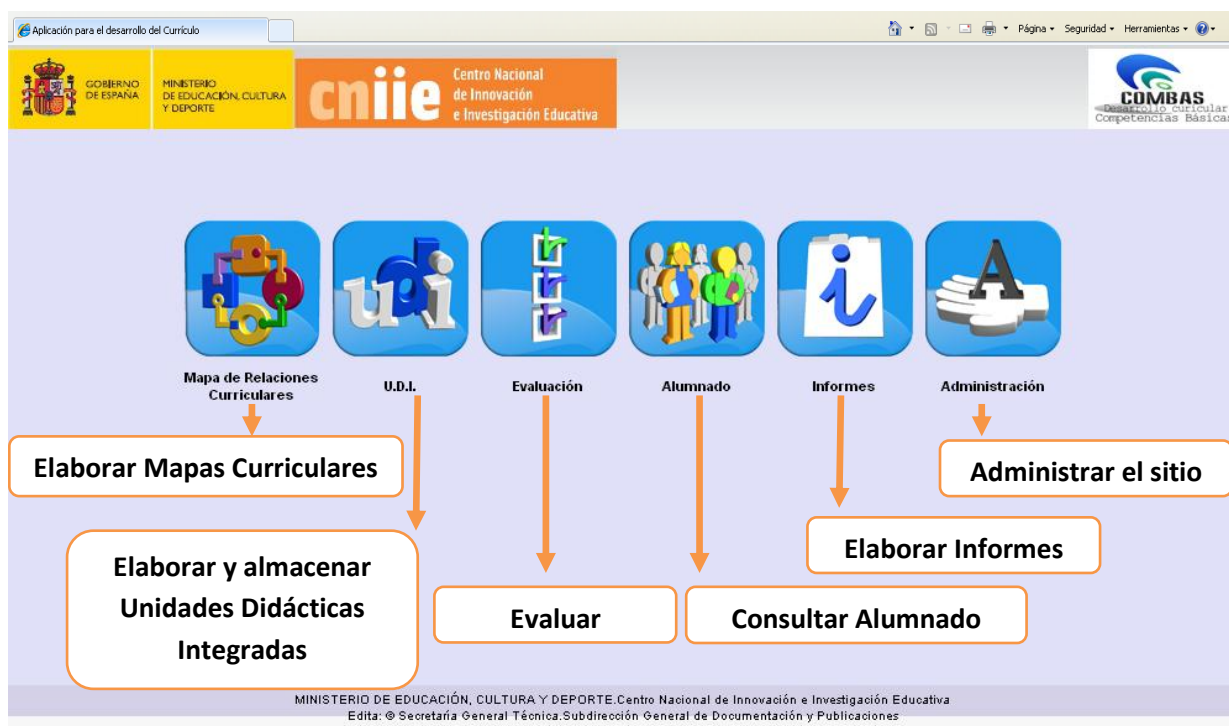 Aplicación para el desarrollo del Currículo
Página Seguridad Herramientas
GOBIERNO
DE ESPAÑA
MINISTERIO
DE EDUCACIÓN, CULTURA
Y DEPORTE
cniie
Centro Nacional
de Innovación
e Investigación Educativa
COMBAS
Desarrollo curicular
Competencias Básicas
udi
i
A
Mapa de Relaciones
Curriculares
U.D.I.
Evaluación
Alumnado
Informes
Administración
Elaborar Mapas Curriculares
Administrar el sitio
Elaborar Informes
Elaborar y almacenar
Unidades Didácticas
Integradas
Evaluar
Consultar Alumnado
MINISTERIO DE EDUCACIÓN, CULTURA Y DEPORTE.Centro Nacional de Innovación e Investigación Educativa
Edita: © Secretaría General Técnica.Subdirección General de Documentación y Publicaciones